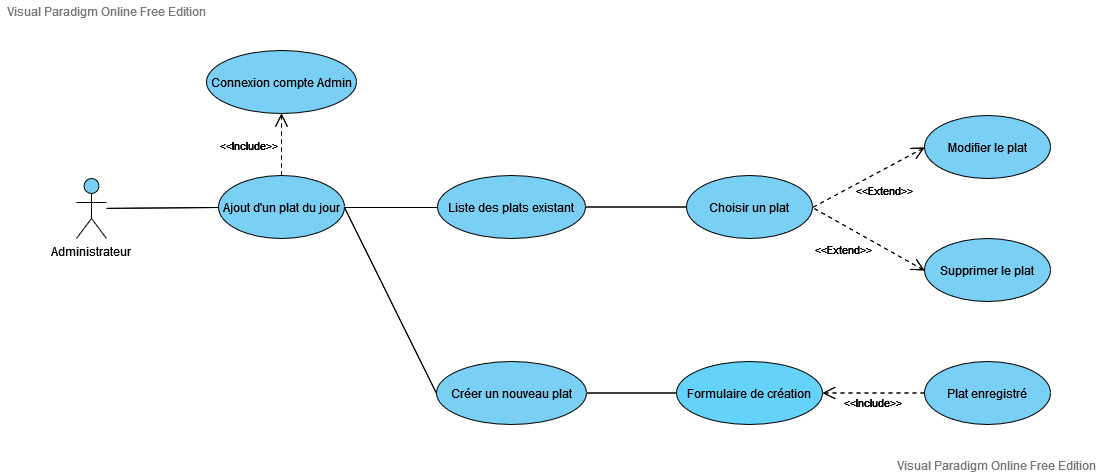 Visual Paradigm Online Free Edition
Connexion compte Admin
<<Include>>
Modifier le plat
<<Extend>>
Ajout d'un plat du jour
Liste des plats existant
Choisir un plat
Administrateur
<<Extend>>
Supprimer le plat
Créer un nouveau plat
Formulaire de création
<<Include>>
Plat enregistré
Visual Paradigm Online Free Edition